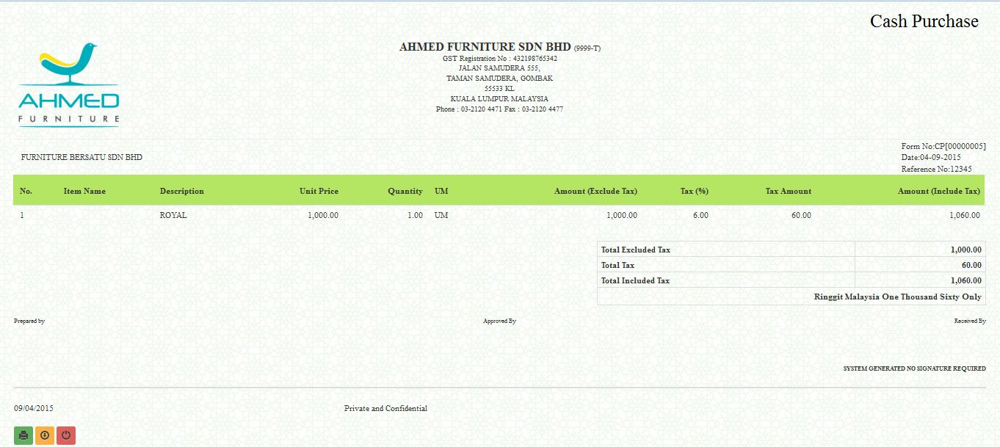 Cash Purchase
AHMED
FURNITURE
AHMED FURNITURE SDN BHD (9999-T)
GST Registration No : 432198765342
JALAN SAMUDERA 555,
TAMAN SAMUDERA, GOMBAK
55533 KL
KUALA LUMPUR MALAYSIA
Phone : 03-2120 4471 Fax : 03-2120 4477
FURNITURE BERSATU SDN BHD
Form No:CP[00000005]
Date:04-09-2015
Reference No:12345
No. Item Name Description Unit Price Quantity UM Amount (Exclude Tax) Tax (%) Tax Amount Amount (Include Tax)
1 ROYAL 1,000.00 1.00 UM 1,000.00 6.00 60.00 1,060.00
Total Excluded Tax 1,000.00
Total Tax 60.00
Total Included Tax 1,060.00
Ringgit Malaysia One Thousand Sixty Only
Prepared by Approved By Received By
SYSTEM GENERATED NO SIGNATURE REQUIRED
09/04/2015 Private and Confidential